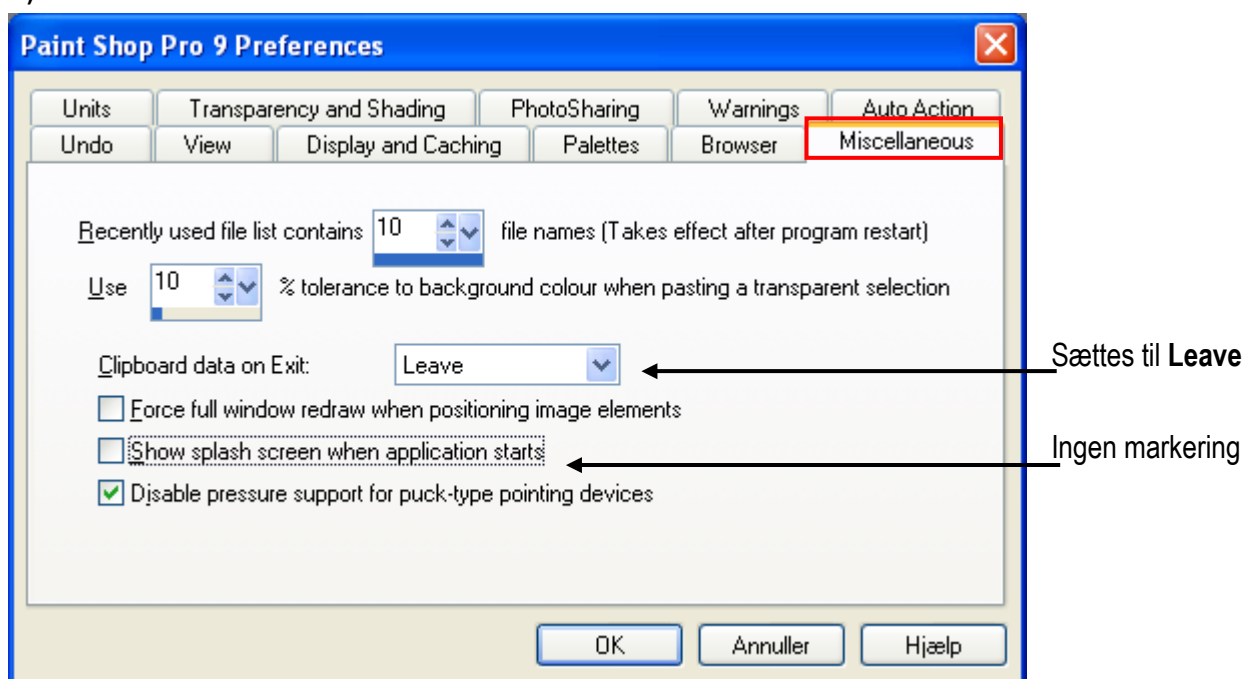 Paint Shop Pro 9 Preferences
Units Transparency and Shading PhotoSharing Warnings Auto Action
Undo View Display and Caching Palettes Browser Miscellaneous
Recently used file list contains 10 file names (Takes effect after program restart)
Use 10 % tolerance to background colour when pasting a transparent selection
Clipboard data on Exit: Leave
Sættes til Leave
Force full window redraw when positioning image elements
Show splash screen when application starts
Ingen markering
Disable pressure support for puck-type pointing devices
OK Annuller Hjælp